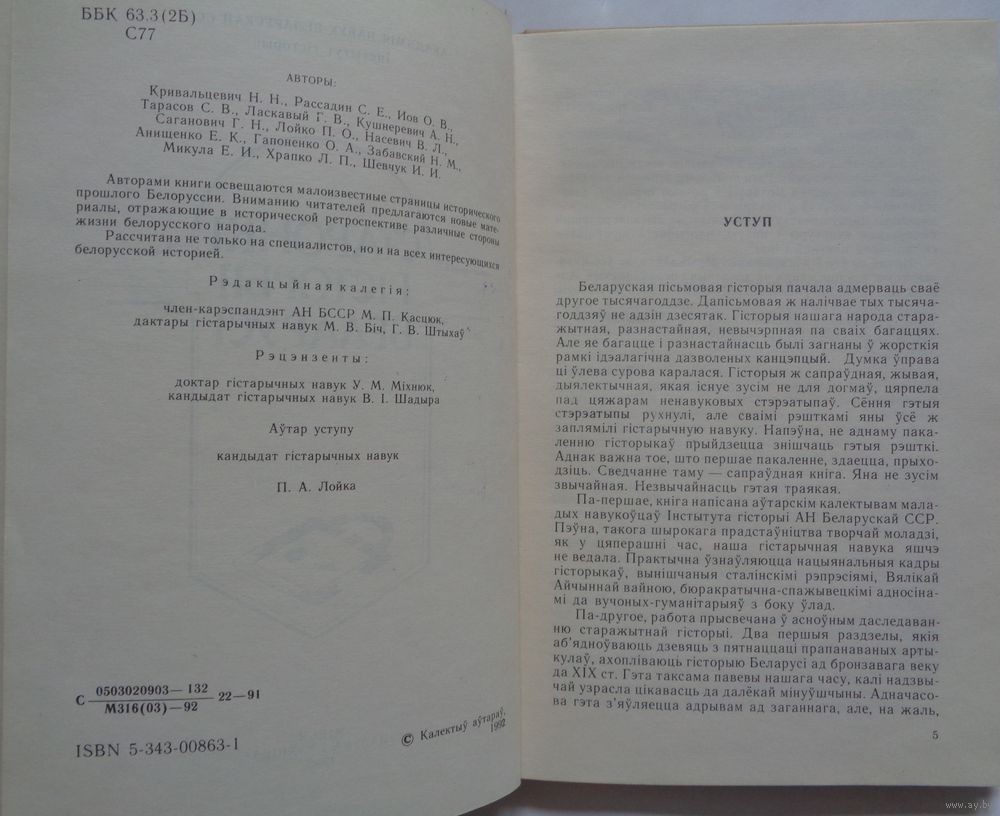 ББК 63.3(2Б)
С77
АВТОРЫ:
Кривальцевич Н. Н., Рассадин С. Е., Иов О. В.,
Тарасов С. В., Ласкавый Г. В., Кушнеревич А. Н.,
Саганович Г. Н., Лойко П. О., Насевич В. Л.,
Анищенко Е. К., Гапоненко О. А., Забавский Н. М.,
Микула Е. И., Храпко Л. П., Шевчук И. И.
Авторами книги освещаются малоизвестные страницы исторического
прошлого Белоруссии. Вниманию читателей предлагаются новые мате-
риалы, отражающие в исторической ретроспективе различные стороны
жизни белорусского народа.
Рассчитана не только на специалистов, но и на всех интересующихся
белорусской историей.
Рэдакцыйная калегія:
член-карэспандэнт АН БССР М. П. Касцюк,
дактары гістарычных навук М. В. Біч, Г. В. Штыхаў
Рэцэнзенты:
доктар гістарычных навук У. М. Міхнюк,
кандыдат гістарычных навук В. І. Шадыра
Аўтар уступу
кандыдат гістарычных навук
П. А. Лойка
С 0503020903—132 22—91
М316(03)—92
ISBN 5-343-00863-1
© Калектыў аўтараў,
1992
УСТУП
Беларуская пісьмовая гісторыя пачала адмерваць сваё
другое тысячагоддзе. Дапісьмовая ж налічвае тых тысяча-
годдзяў не адзін дзесятак. Гісторыя нашага народа стара-
жытная, разнастайная, невычэрпная па сваіх багаццях.
Але яе багацце і разнастайнасць былі загнаны ў жорсткія
рамкі ідэалагічна дазволеных канцэпцый. Думка ўправа
ці ўлева сурова каралася. Гісторыя ж сапраўдная, жывая,
дыялектычная, якая існуе зусім не для догмаў, цярпела
пад цяжарам ненавуковых стэрэатыпаў. Сёння гэтыя
стэрэатыпы рухнулі, але сваімі рэшткамі яны ўсё ж
заплямілі гістарычную навуку. Напэўна, не аднаму пака-
ленню гісторыкаў прыйдзецца знішчаць гэтыя рэшткі.
Аднак важна тое, што першае пакаленне, здаецца, прыхо-
дзіць. Сведчанне таму — сапраўдная кніга. Яна не зусім
звычайная. Незвычайнасць гэтая траякая.
Па-першае, кніга напісана аўтарскім калектывам мала-
дых навукоўцаў Інстытута гісторыі АН Беларускай ССР.
Пэўна, такога шырокага прадстаўніцтва творчай моладзі,
як у цяперашні час, наша гістарычная навука яшчэ
не ведала. Практычна ўзнаўляюцца нацыянальныя кадры
гісторыкаў, вынішчаныя сталінскімі рэпрэсіямі, Вялікай
Айчыннай вайною, бюракратычна-спажывецкімі адносіна-
мі да вучоных-гуманітарыяў з боку ўлад.
Па-другое, работа прысвечана ў асноўным даследаван-
ню старажытнай гісторыі. Два першыя раздзелы, якія
аб'ядноўваюць дзевяць з пятнаццаці прапанаваных арты-
кулаў, ахопліваюць гісторыю Беларусі ад бронзавага веку
да XIX ст. Гэта таксама павевы нашага часу, калі надзвы-
чай узрасла цікавасць да далёкай мінуўшчыны. Адначасо-
ва гэта з'яўляецца адрывам ад заганнага, але, на жаль,
5
www.ay.by